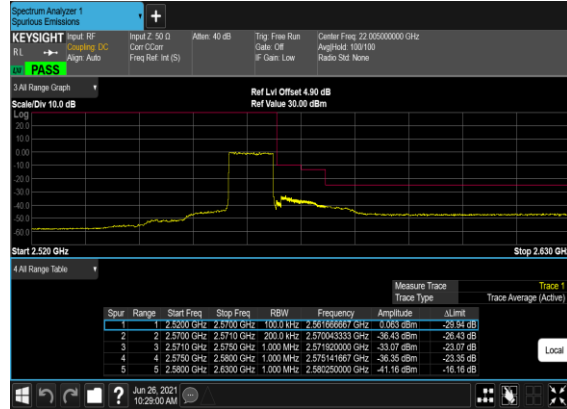 Spectrum Analyzer 1
Spurious Emissions
KEYSIGHT Input: RF Input Z: 50 Ω Atten: 40 dB Trig: Free Run Center Freq: 22.005000000 GHz
R L Coupling: DC Corr CCorr Gate: Off Avg|Hold: 100/100
Align: Auto Freq Ref: Int (S) IF Gain: Low Radio Std: None
PASS
3 All Range Graph
Ref Lvl Offset 4.90 dB
Scale/Div 10.0 dB Ref Value 30.00 dBm
Log
20.0
10.0
0.00
-10.0
-20.0
-30.0
-40.0
-50.0
-60.0
Start 2.520 GHz Stop 2.630 GHz
4 All Range Table
Measure Trace Trace 1
Trace Type Trace Average (Active)
Spur Range Start Freq Stop Freq RBW Frequency Amplitude ΔLimit
1 1 2.5200 GHz 2.5700 GHz 100.0 kHz 2.561666667 GHz 0.063 dBm -29.94 dB
2 2 2.5700 GHz 2.5710 GHz 200.0 kHz 2.570043333 GHz -36.43 dBm -26.43 dB
3 3 2.5710 GHz 2.5750 GHz 1.000 MHz 2.571920000 GHz -33.07 dBm -23.07 dB
4 4 2.5750 GHz 2.5800 GHz 1.000 MHz 2.575141667 GHz -36.35 dBm -23.35 dB
5 5 2.5800 GHz 2.6300 GHz 1.000 MHz 2.580250000 GHz -41.16 dBm -16.16 dB
Local
Jun 26, 2021
10:29:00 AM